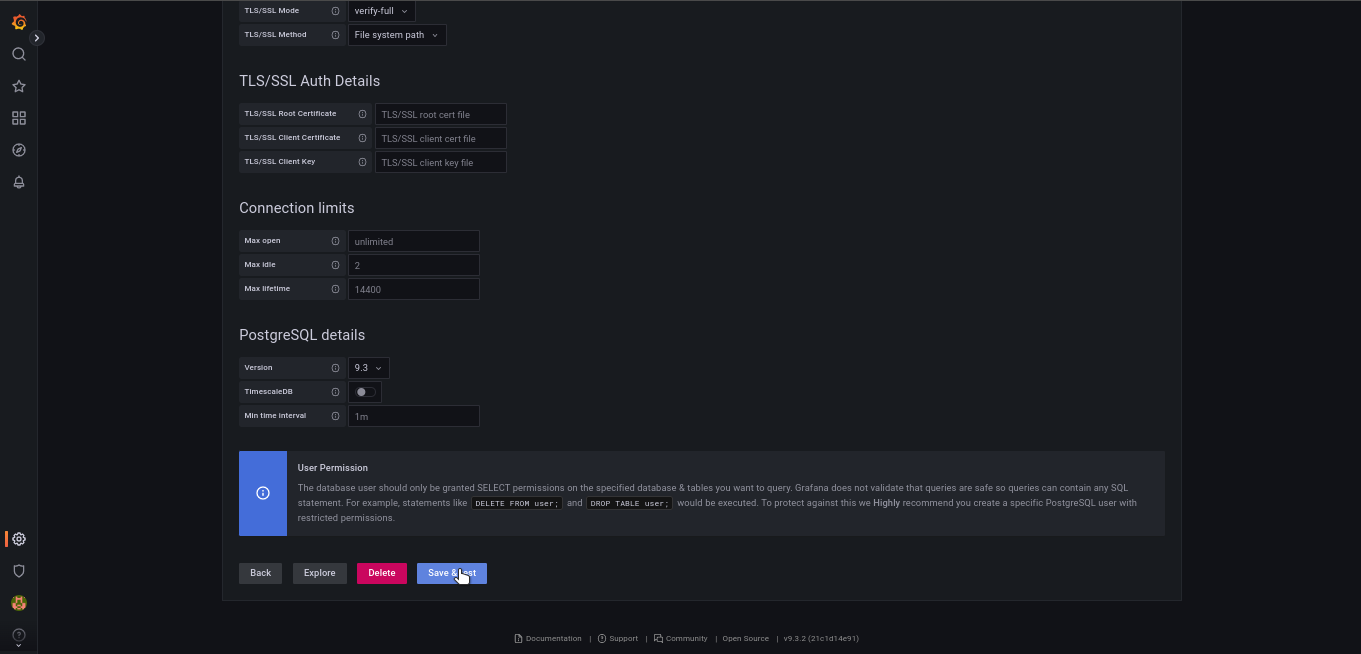 TLS/SSL Mode verify-full
TLS/SSL Method File system path
TLS/SSL Auth Details
TLS/SSL Root Certificate TLS/SSL root cert file
TLS/SSL Client Certificate TLS/SSL client cert file
TLS/SSL Client Key TLS/SSL client key file
Connection limits
Max open unlimited
Max idle 2
Max lifetime 14400
PostgreSQL details
Version 9.3
TimescaleDB
Min time interval 1m
User Permission
The database user should only be granted SELECT permissions on the specified database & tables you want to query. Grafana does not validate that queries are safe so queries can contain any SQL
statement. For example, statements like DELETE FROM user; and DROP TABLE user; would be executed. To protect against this we Highly recommend you create a specific PostgreSQL user with
restricted permissions.
Back Explore Delete Save &
Documentation | Support | Community | Open Source | v9.3.2 (21c1d14e91)